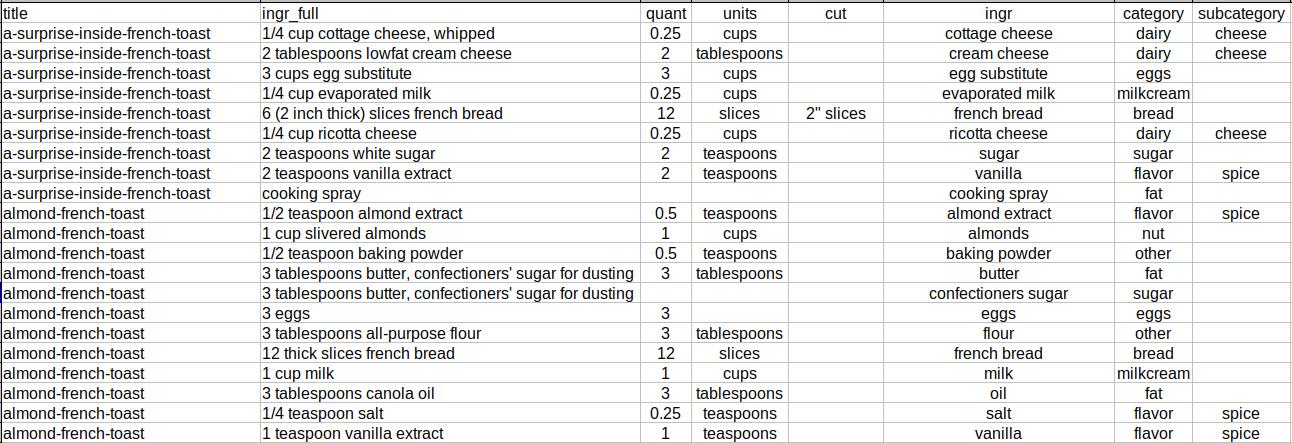 title ingr_full quant units cut ingr category subcategory
a-surprise-inside-french-toast 1/4 cup cottage cheese, whipped 0.25 cups cottage cheese dairy cheese
a-surprise-inside-french-toast 2 tablespoons lowfat cream cheese 2 tablespoons cream cheese dairy cheese
a-surprise-inside-french-toast 3 cups egg substitute 3 cups egg substitute eggs
a-surprise-inside-french-toast 1/4 cup evaporated milk 0.25 cups evaporated milk milkcream
a-surprise-inside-french-toast 6 (2 inch thick) slices french bread 12 slices 2" slices french bread bread
a-surprise-inside-french-toast 1/4 cup ricotta cheese 0.25 cups ricotta cheese dairy cheese
a-surprise-inside-french-toast 2 teaspoons white sugar 2 teaspoons sugar sugar
a-surprise-inside-french-toast 2 teaspoons vanilla extract 2 teaspoons vanilla flavor spice
a-surprise-inside-french-toast cooking spray cooking spray fat
almond-french-toast 1/2 teaspoon almond extract 0.5 teaspoons almond extract flavor spice
almond-french-toast 1 cup slivered almonds 1 cups almonds nut
almond-french-toast 1/2 teaspoon baking powder 0.5 teaspoons baking powder other
almond-french-toast 3 tablespoons butter, confectioners' sugar for dusting 3 tablespoons butter fat
almond-french-toast 3 tablespoons butter, confectioners' sugar for dusting confectioners sugar sugar
almond-french-toast 3 eggs 3 eggs eggs
almond-french-toast 3 tablespoons all-purpose flour 3 tablespoons flour other
almond-french-toast 12 thick slices french bread 12 slices french bread bread
almond-french-toast 1 cup milk 1 cups milk milkcream
almond-french-toast 3 tablespoons canola oil 3 tablespoons oil fat
almond-french-toast 1/4 teaspoon salt 0.25 teaspoons salt flavor spice
almond-french-toast 1 teaspoon vanilla extract 1 teaspoons vanilla flavor spice